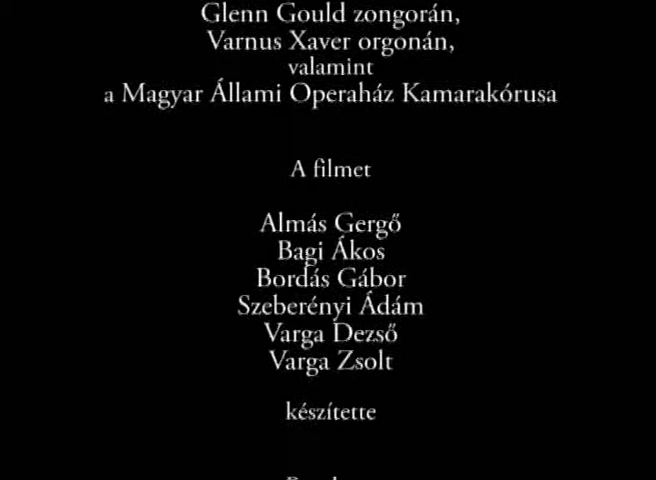 Glenn Gould zongorán,
Varnus Xaver orgonán,
valamint
a Magyar Állami Operaház Kamarakórusa
A filmet
Almás Gergő
Bagi Ákos
Bordás Gábor
Szeberényi Ádám
Varga Dezső
Varga Zsolt
készítette